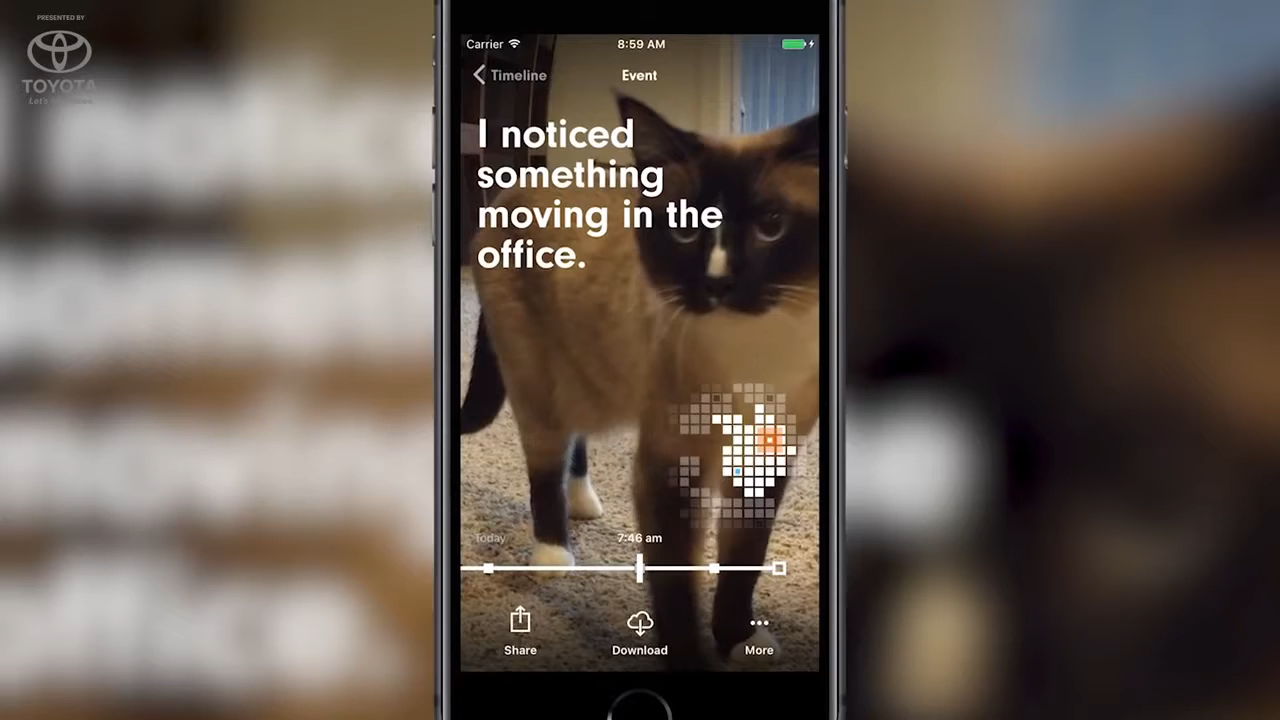 PRESENTED BY
TOYOTA
Carrier
8:59 AM
Timeline
Event
I noticed
something
moving in the
office.
Today
7:46 am
Share
Download
More